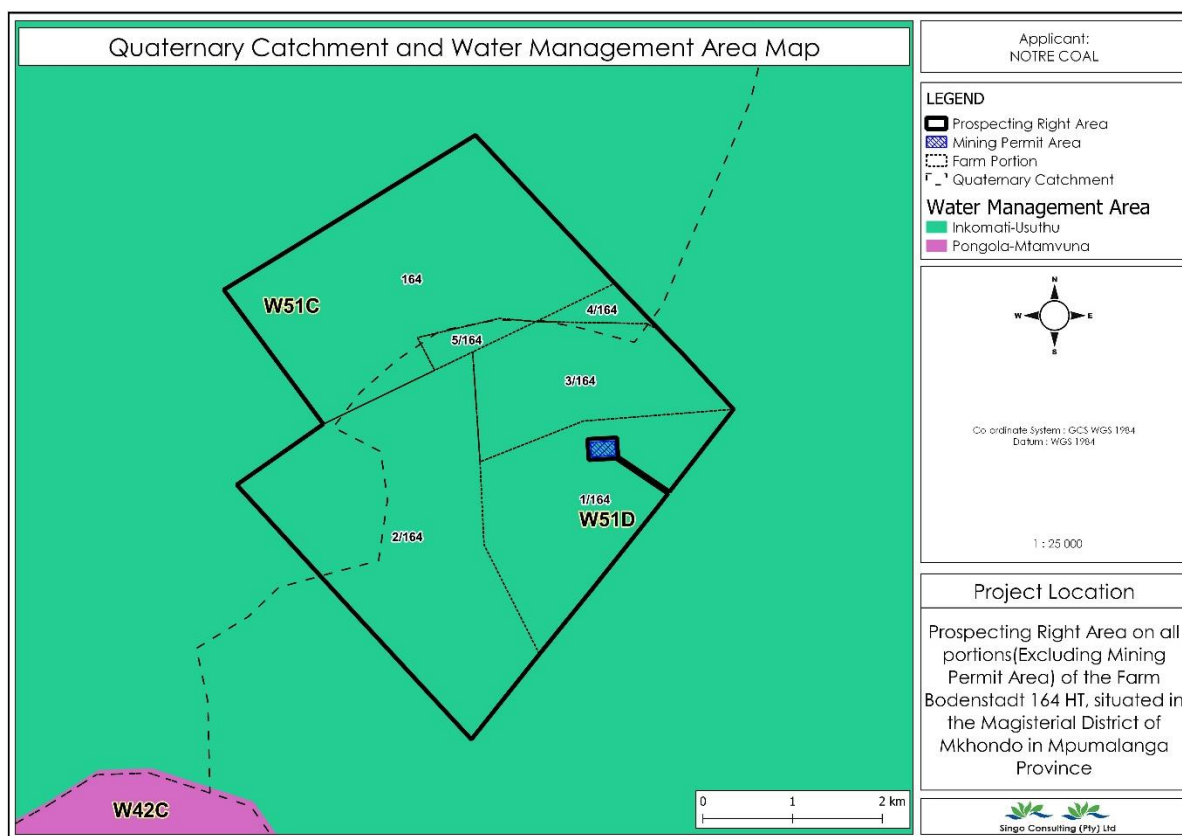 Quaternary Catchment and Water Management Area Map
164
W51C
4/164
5/164
3/164
1/164
W51D
2/164
W42C
0 1 2 km
Applicant:
NOTRE COAL
LEGEND
Prospecting Right Area
Mining Permit Area
Farm Portion
Quaternary Catchment
Water Management Area
Inkomati-Usuthu
Pongola-Mtamvuna
N
W E
S
Co ordinate System : GCS WGS 1984
Datum : WGS 1984
1 : 25 000
Project Location
Prospecting Right Area on all
portions(Excluding Mining
Permit Area) of the Farm
Bodenstadt 164 HT, situated in
the Magisterial District of
Mkhondo in Mpumalanga
Province
Singo Consulting (Pty) Ltd